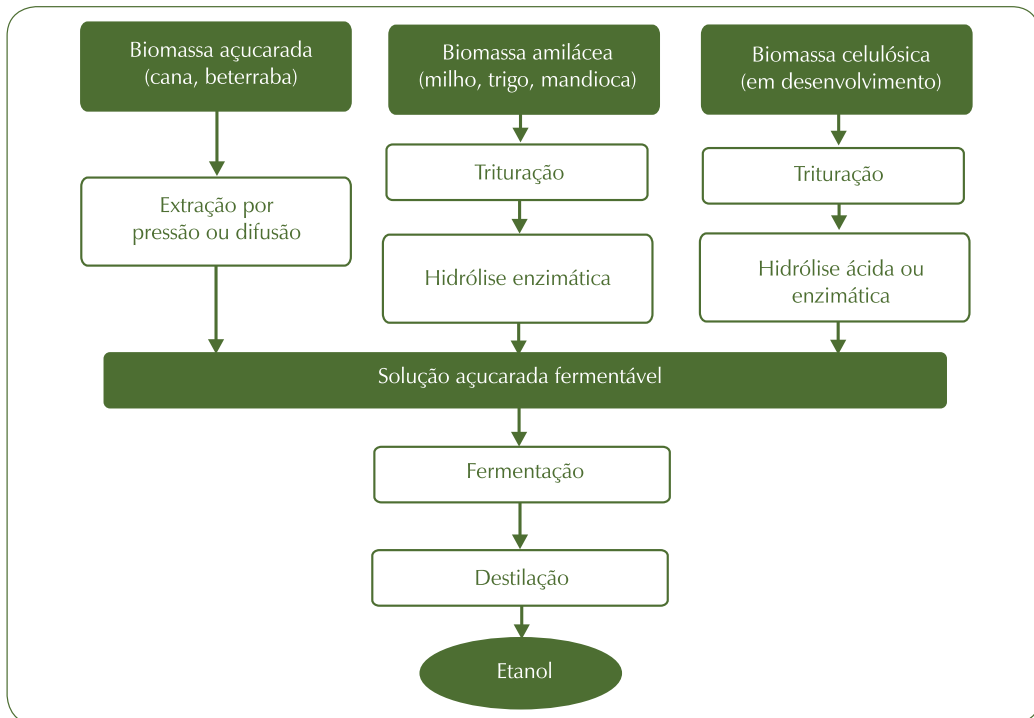 Biomassa açucarada
(cana, beterraba)
Biomassa amilácea
(milho, trigo, mandioca)
Biomassa celulósica
(em desenvolvimento)
Extração por
pressão ou difusão
Trituração
Hidrólise enzimática
Trituração
Hidrólise ácida ou
enzimática
Solução açucarada fermentável
Fermentação
Destilação
Etanol